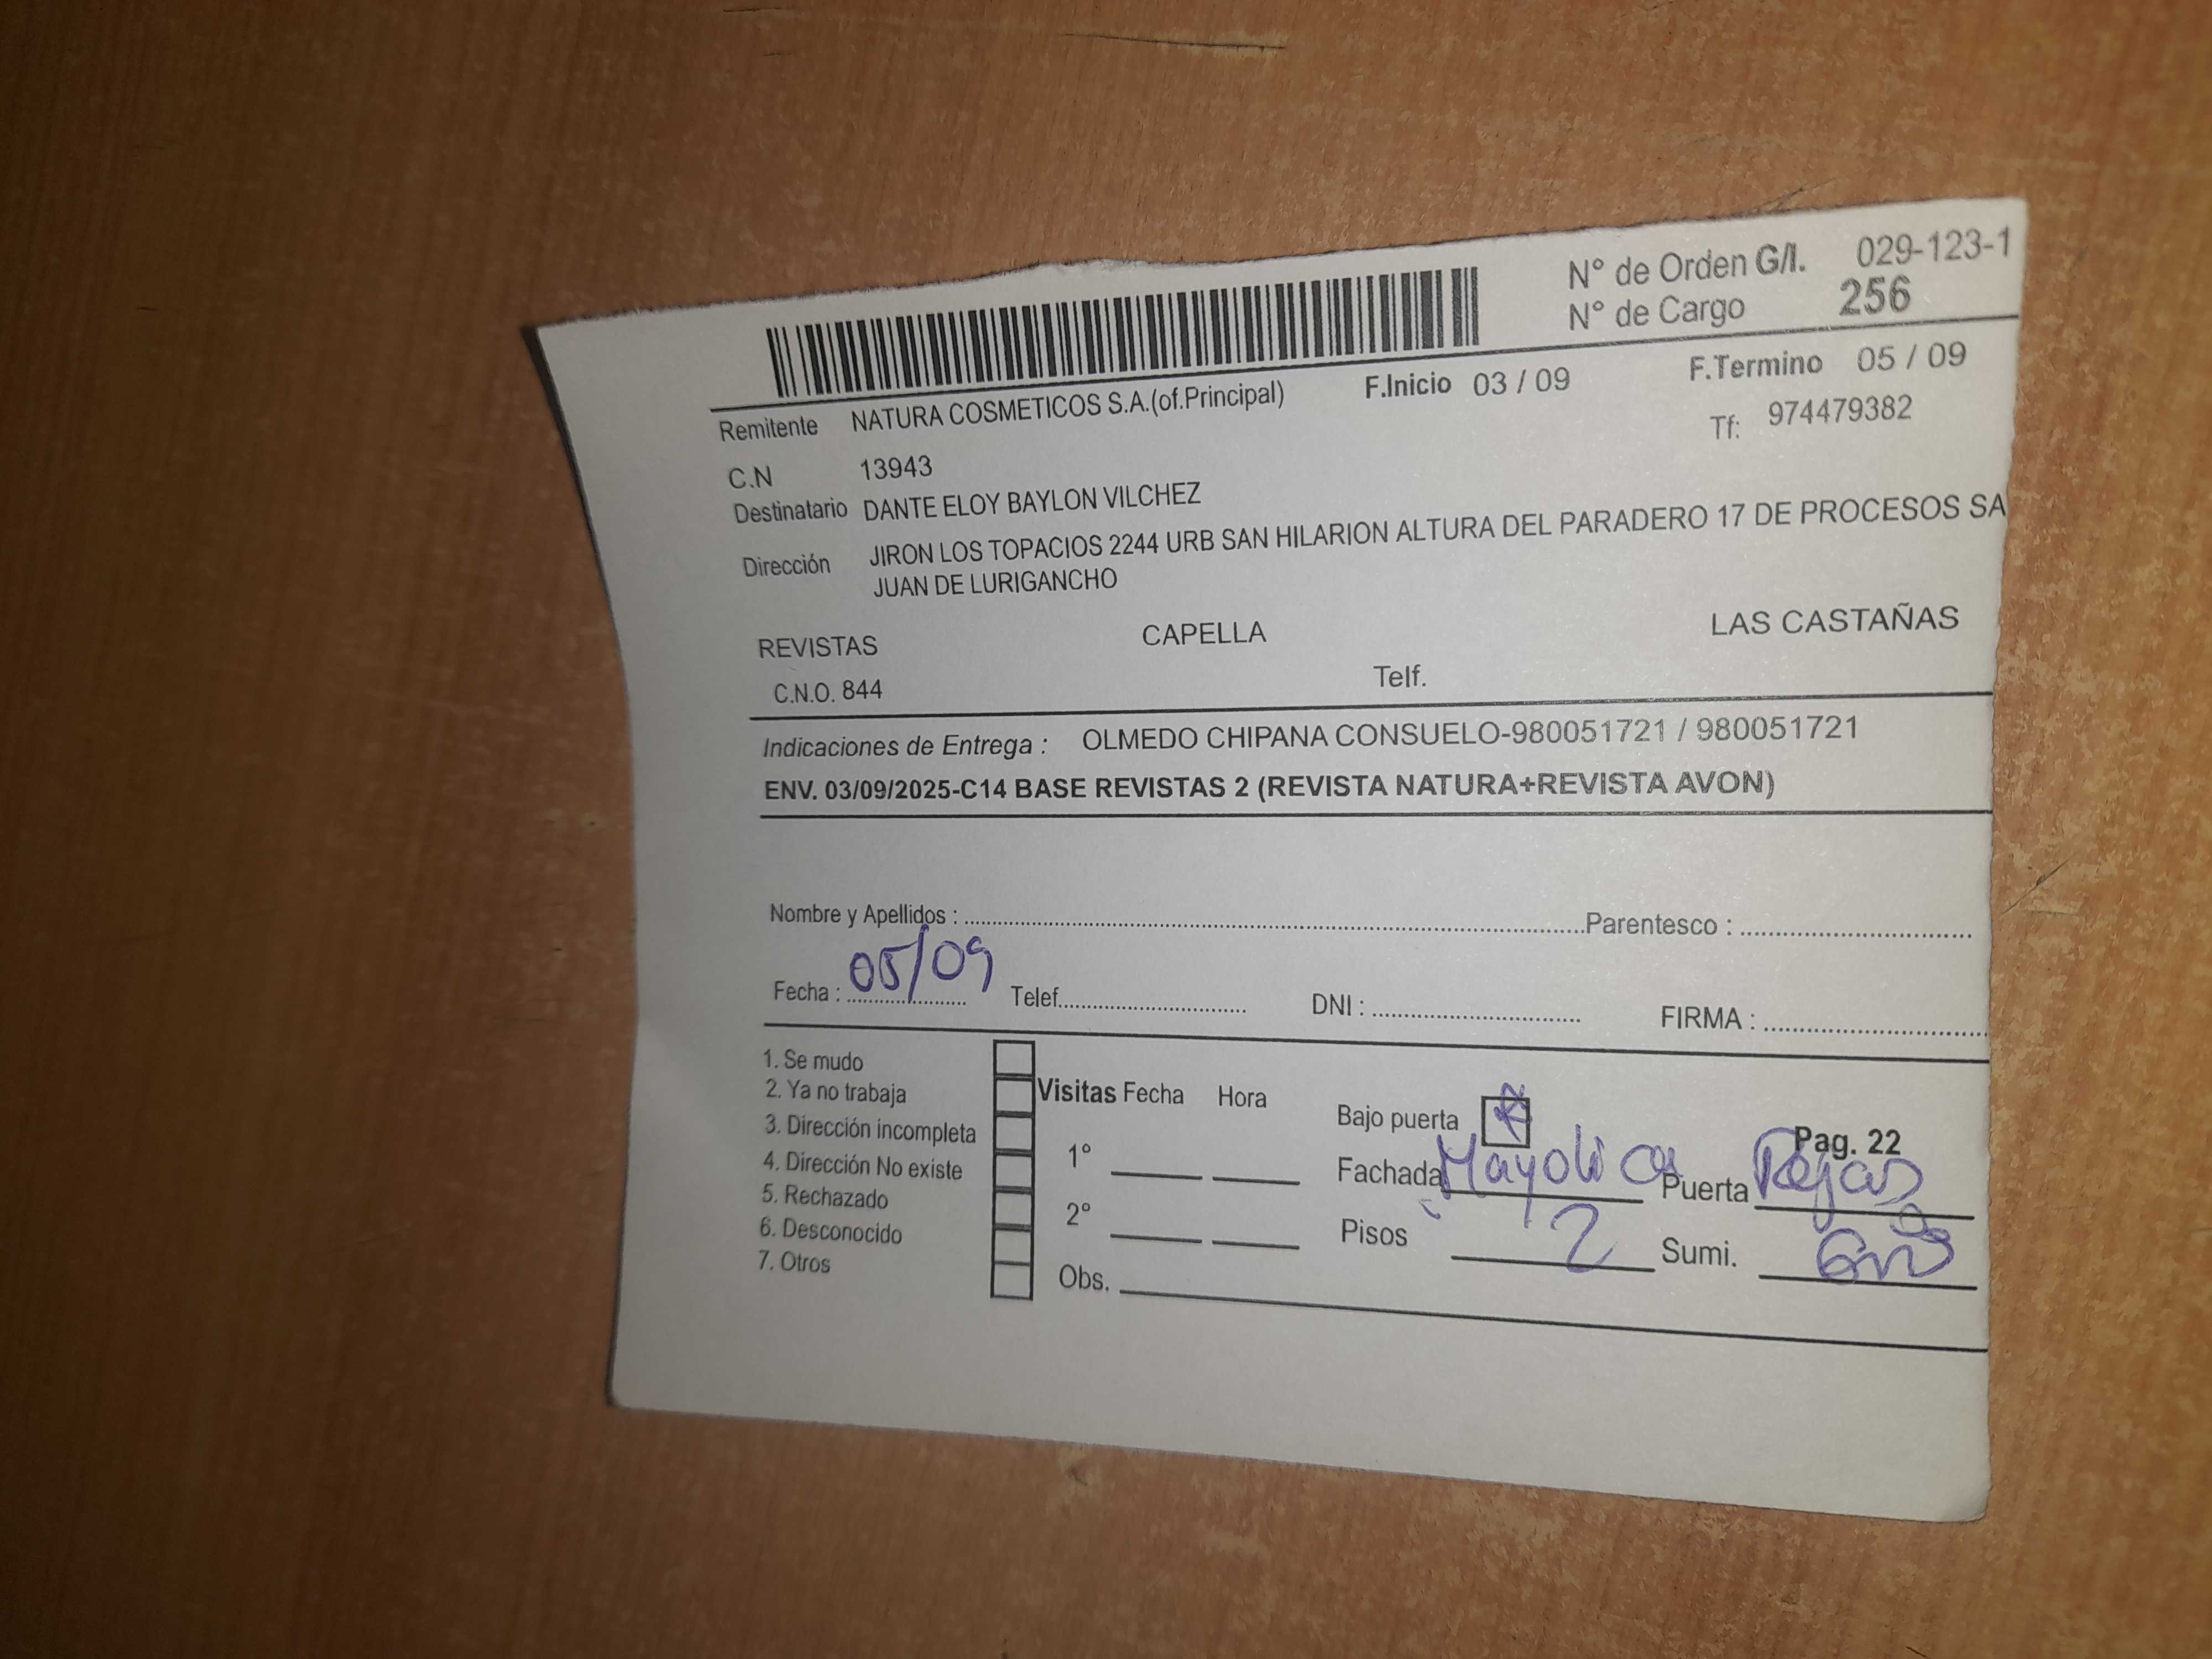 N° de Orden G/I. 029-123-1
N° de Cargo 256
Remitente NATURA COSMETICOS S.A.(of.Principal) F.Inicio 03 / 09 F.Termino 05 / 09
C.N 13943 Tf: 974479382
Destinatario DANTE ELOY BAYLON VILCHEZ
Dirección JIRON LOS TOPACIOS 2244 URB SAN HILARION ALTURA DEL PARADERO 17 DE PROCESOS SA
JUAN DE LURIGANCHO
REVISTAS CAPELLA LAS CASTAÑAS
C.N.O. 844 Telf.
Indicaciones de Entrega : OLMEDO CHIPANA CONSUELO-980051721 / 980051721
ENV. 03/09/2025-C14 BASE REVISTAS 2 (REVISTA NATURA+REVISTA AVON)
Nombre y Apellidos : Parentesco :
Fecha : 05/09 Telef. DNI : FIRMA :
1. Se mudo
2. Ya no trabaja
3. Dirección incompleta
4. Dirección No existe
5. Rechazado
6. Desconocido
7. Otros
Visitas Fecha Hora
1°
2°
Obs.
Bajo puerta
Pag. 22
Fachada Mayolicas Puerta Rejas
Pisos 2 Sumi.